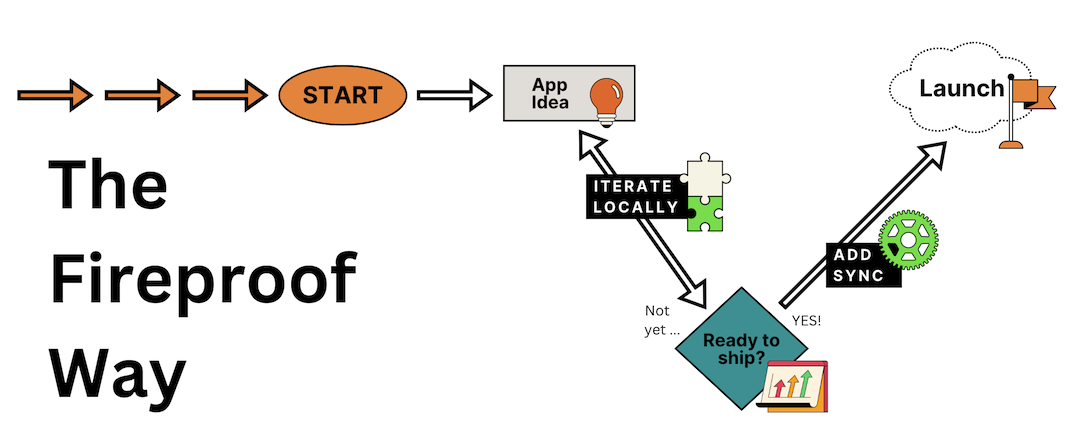 START
App
Idea
Launch
The
Fireproof
Way
ITERATE
LOCALLY
ADD
SYNC
Not
yet ...
YES!
Ready to
ship?